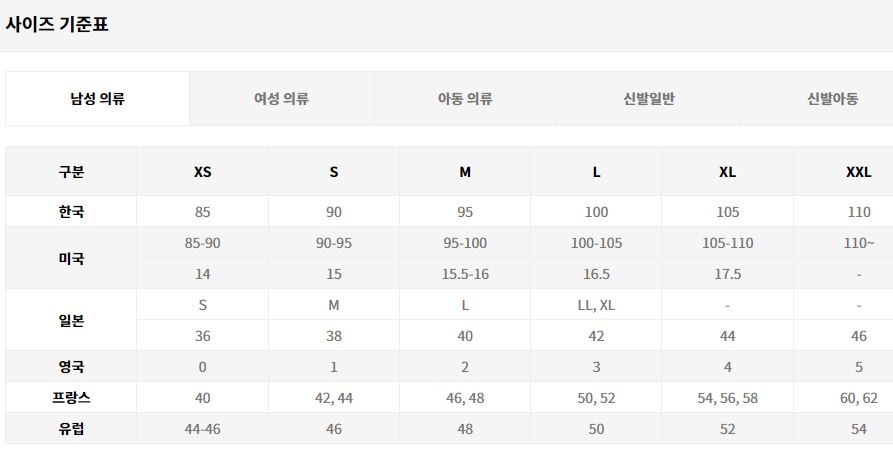 사이즈 기준표
남성 의류 여성 의류 아동 의류 신발일반 신발아동
구분 XS S M L XL XXL
한국 85 90 95 100 105 110
미국 85-90 90-95 95-100 100-105 105-110 110~
14 15 15.5-16 16.5 17.5 -
일본 S M L LL, XL - -
36 38 40 42 44 46
영국 0 1 2 3 4 5
프랑스 40 42, 44 46, 48 50, 52 54, 56, 58 60, 62
유럽 44-46 46 48 50 52 54